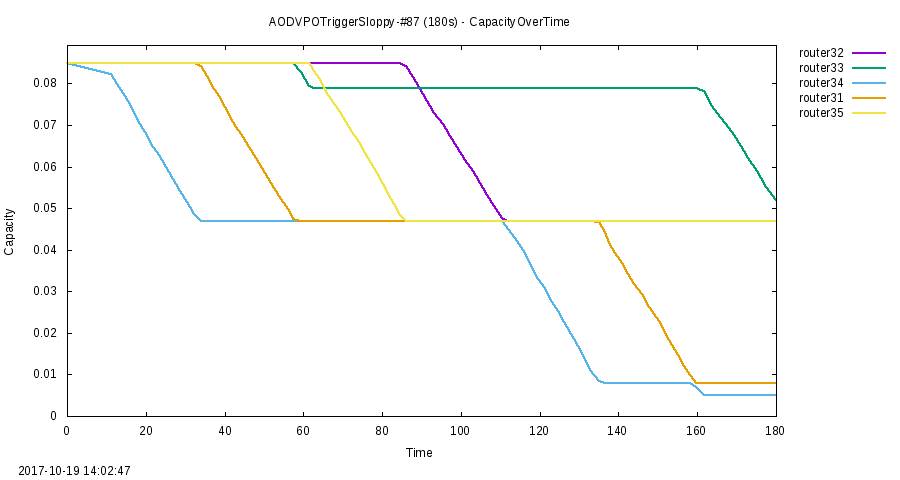 AODVPOTriggerSloppy-#87 (180s) - CapacityOverTime
router32
router33
router34
router31
router35
0.08
0.07
0.06
0.05
0.04
0.03
0.02
0.01
0
Capacity
0 20 40 60 80 100 120 140 160 180
Time
2017-10-19 14:02:47